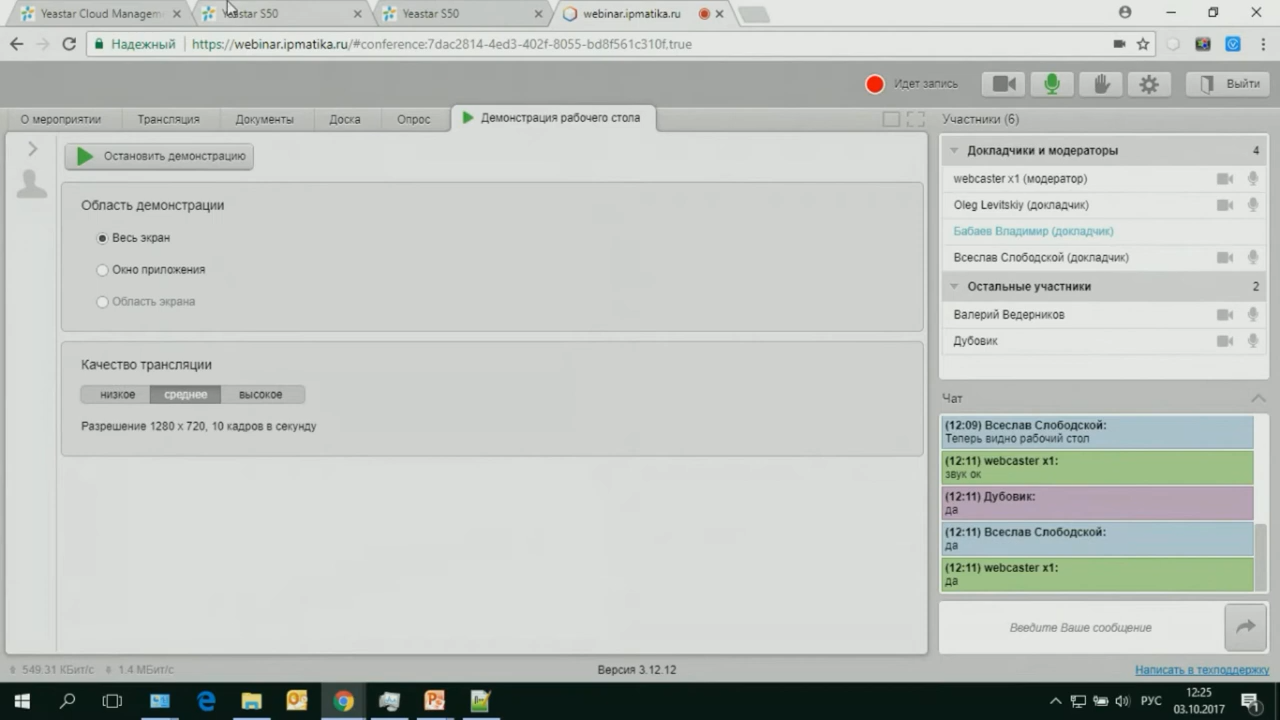 Yeastar Cloud Managem
Yeastar S50
Yeastar S50
webinar.ipmatika.ru
Надежный
https://webinar.ipmatika.ru/#conference:7dac2814-4ed3-402f-8055-bd8f561c310f,true
Идет запись
Выйти
О мероприятии
Трансляция
Документы
Доска
Опрос
Демонстрация рабочего стола
Остановить демонстрацию
Область демонстрации
Весь экран
Окно приложения
Область экрана
Качество трансляции
низкое
среднее
высокое
Разрешение 1280 x 720, 10 кадров в секунду
Участники (6)
Докладчики и модераторы 4
webcaster x1 (модератор)
Oleg Levitskiy (докладчик)
Бабаев Владимир (докладчик)
Всеслав Слободской (докладчик)
Остальные участники 2
Валерий Ведерников
Дубовик
Чат
(12:09) Всеслав Слободской:
Теперь видно рабочий стол
(12:11) webcaster x1:
звук ок
(12:11) Дубовик:
да
(12:11) Всеслав Слободской:
да
(12:11) webcaster x1:
да
Введите Ваше сообщение
549.31 КБит/с
1.4 МБит/с
Версия 3.12.12
Написать в техподдержку
РУС
12:25
03.10.2017
1